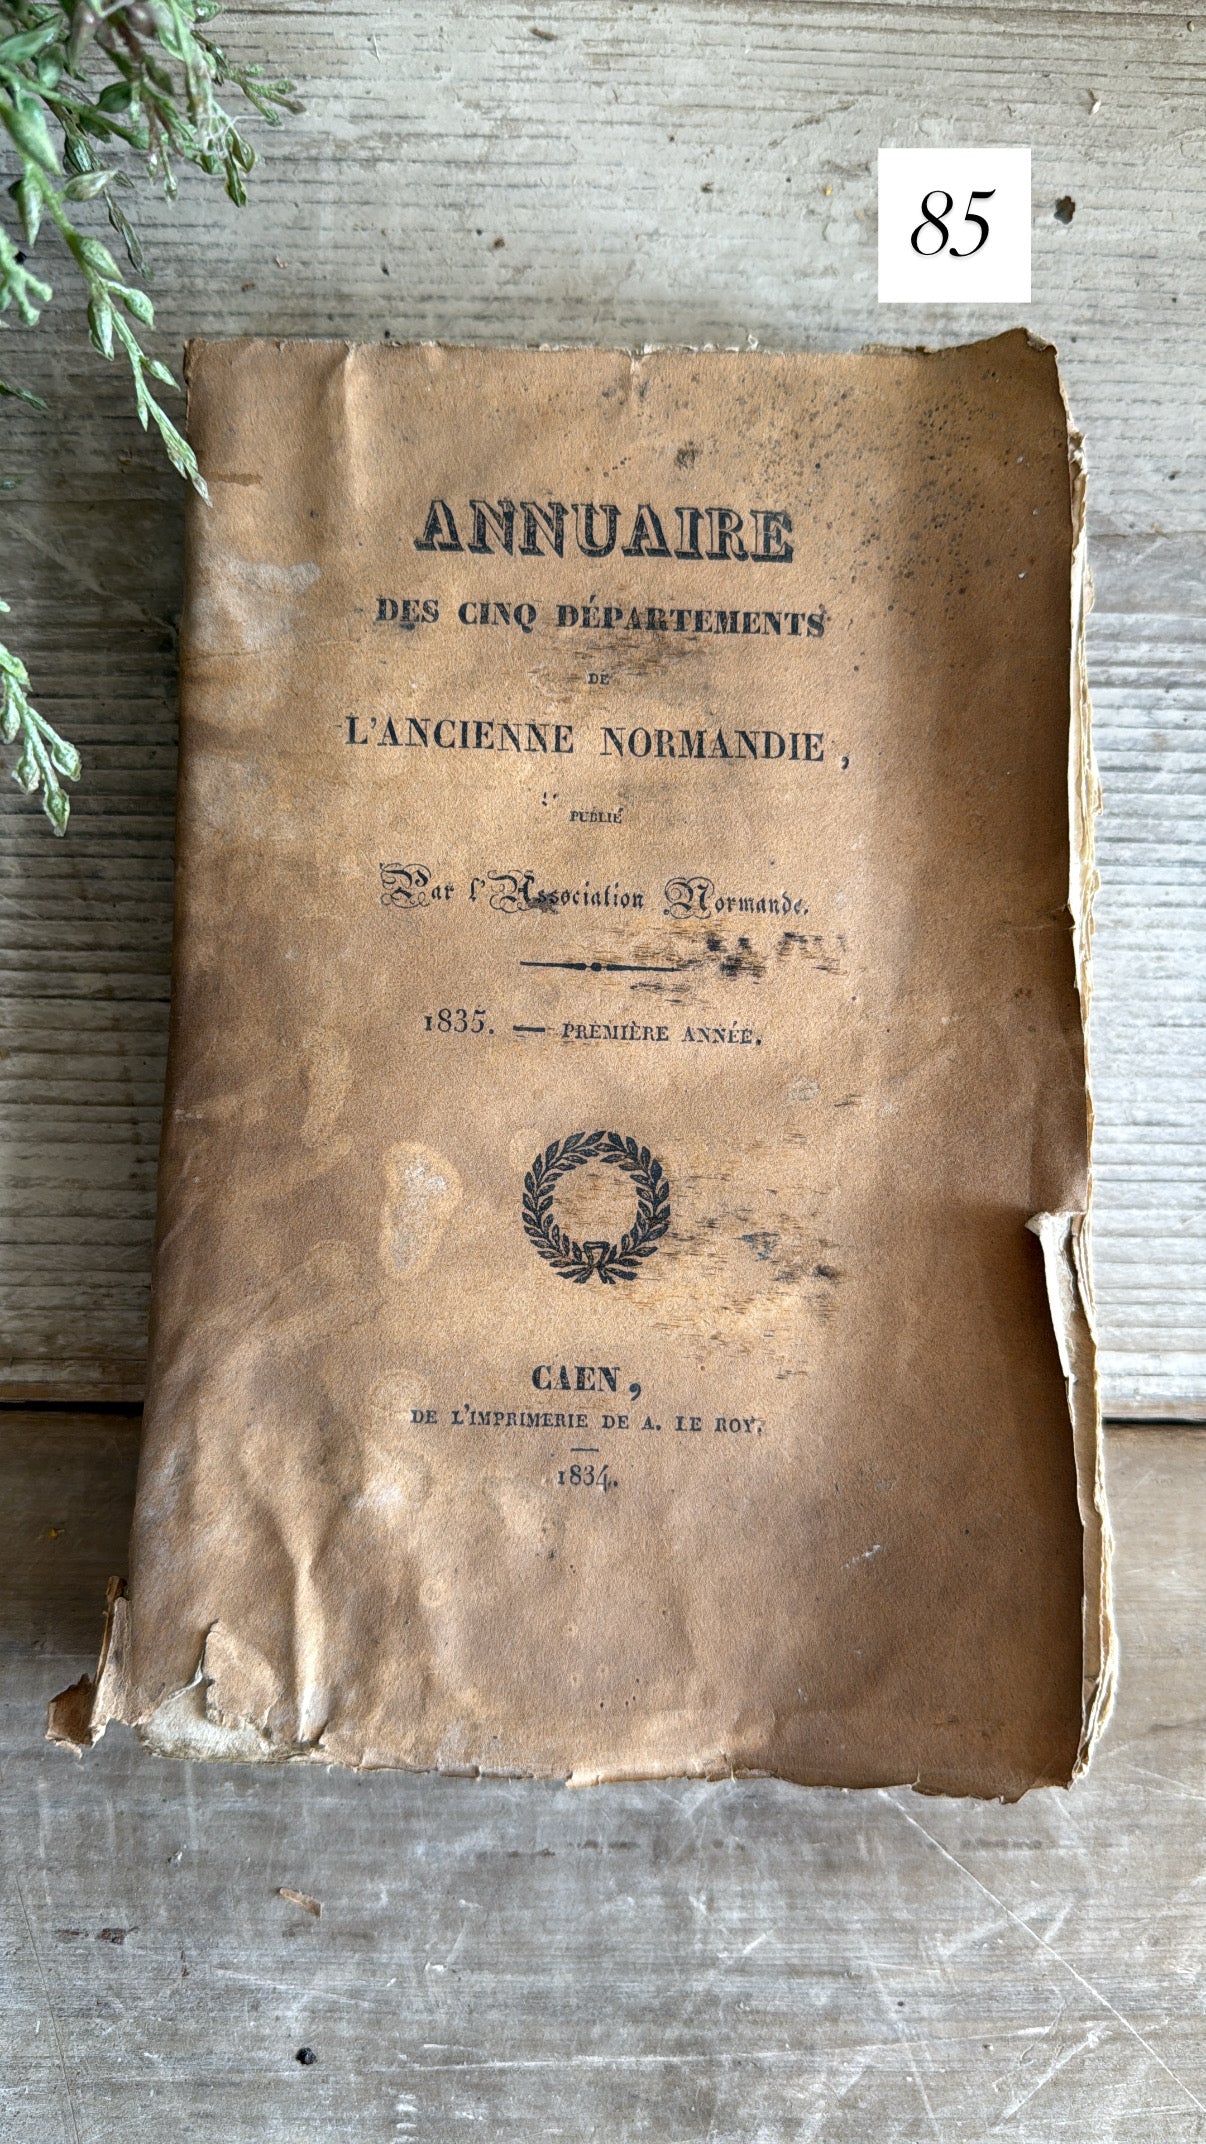 85
ANNUAIRE
DES CINQ DÉPARTEMENTS
DE
L'ANCIENNE NORMANDIE,
PUBLIÉ
Par l'Association Normande.
1835. — PREMIÈRE ANNÉE.
CAEN,
DE L'IMPRIMERIE DE A. LE ROY.
1834.